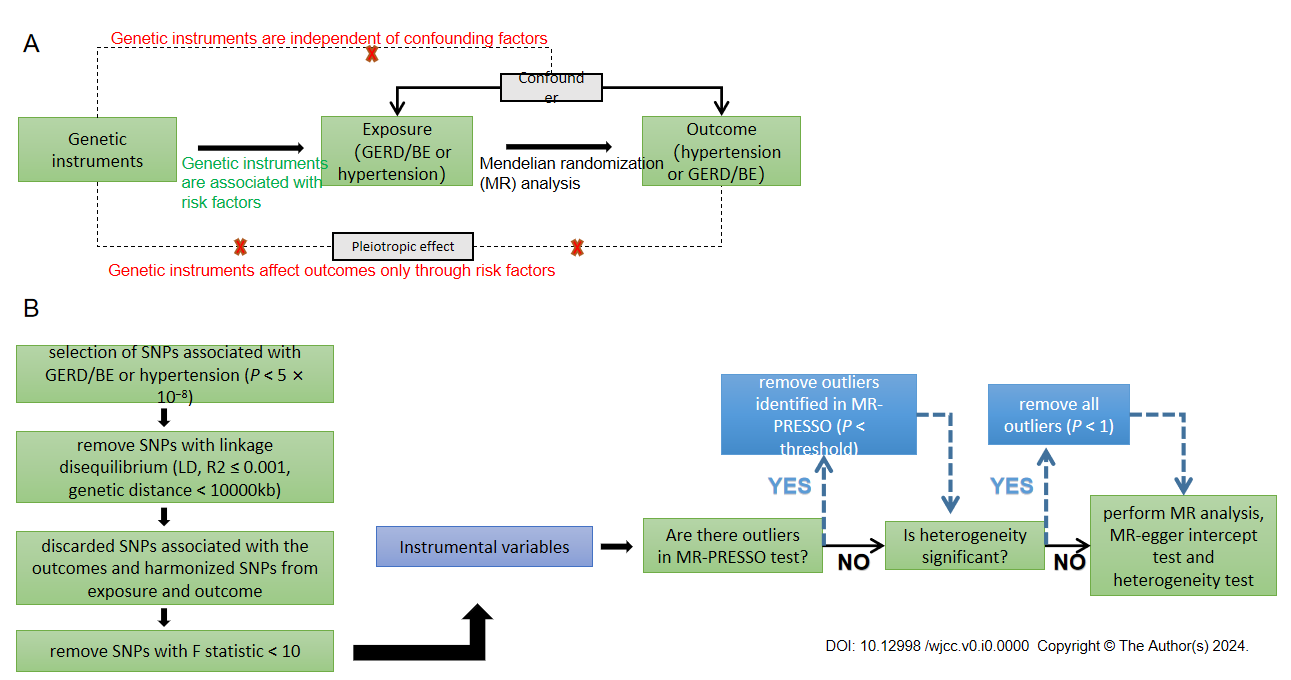 A
Genetic instruments are independent of confounding factors
Confound
er
Genetic
instruments
Genetic instruments
are associated with
risk factors
Exposure
(GERD/BE or
hypertension)
Mendelian randomization
(MR) analysis
Outcome
(hypertension
or GERD/BE)
Pleiotropic effect
Genetic instruments affect outcomes only through risk factors
B
selection of SNPs associated with
GERD/BE or hypertension (P < 5 ×
10⁻⁸)
remove SNPs with linkage
disequilibrium (LD, R2 ≤ 0.001,
genetic distance < 10000kb)
discarded SNPs associated with the
outcomes and harmonized SNPs from
exposure and outcome
remove SNPs with F statistic < 10
Instrumental variables
Are there outliers
in MR-PRESSO test?
YES
remove outliers
identified in MR-
PRESSO (P <
threshold)
NO
Is heterogeneity
significant?
YES
remove all
outliers (P < 1)
NO
perform MR analysis,
MR-egger intercept
test and
heterogeneity test
DOI: 10.12998 /wjcc.v0.i0.0000 Copyright © The Author(s) 2024.